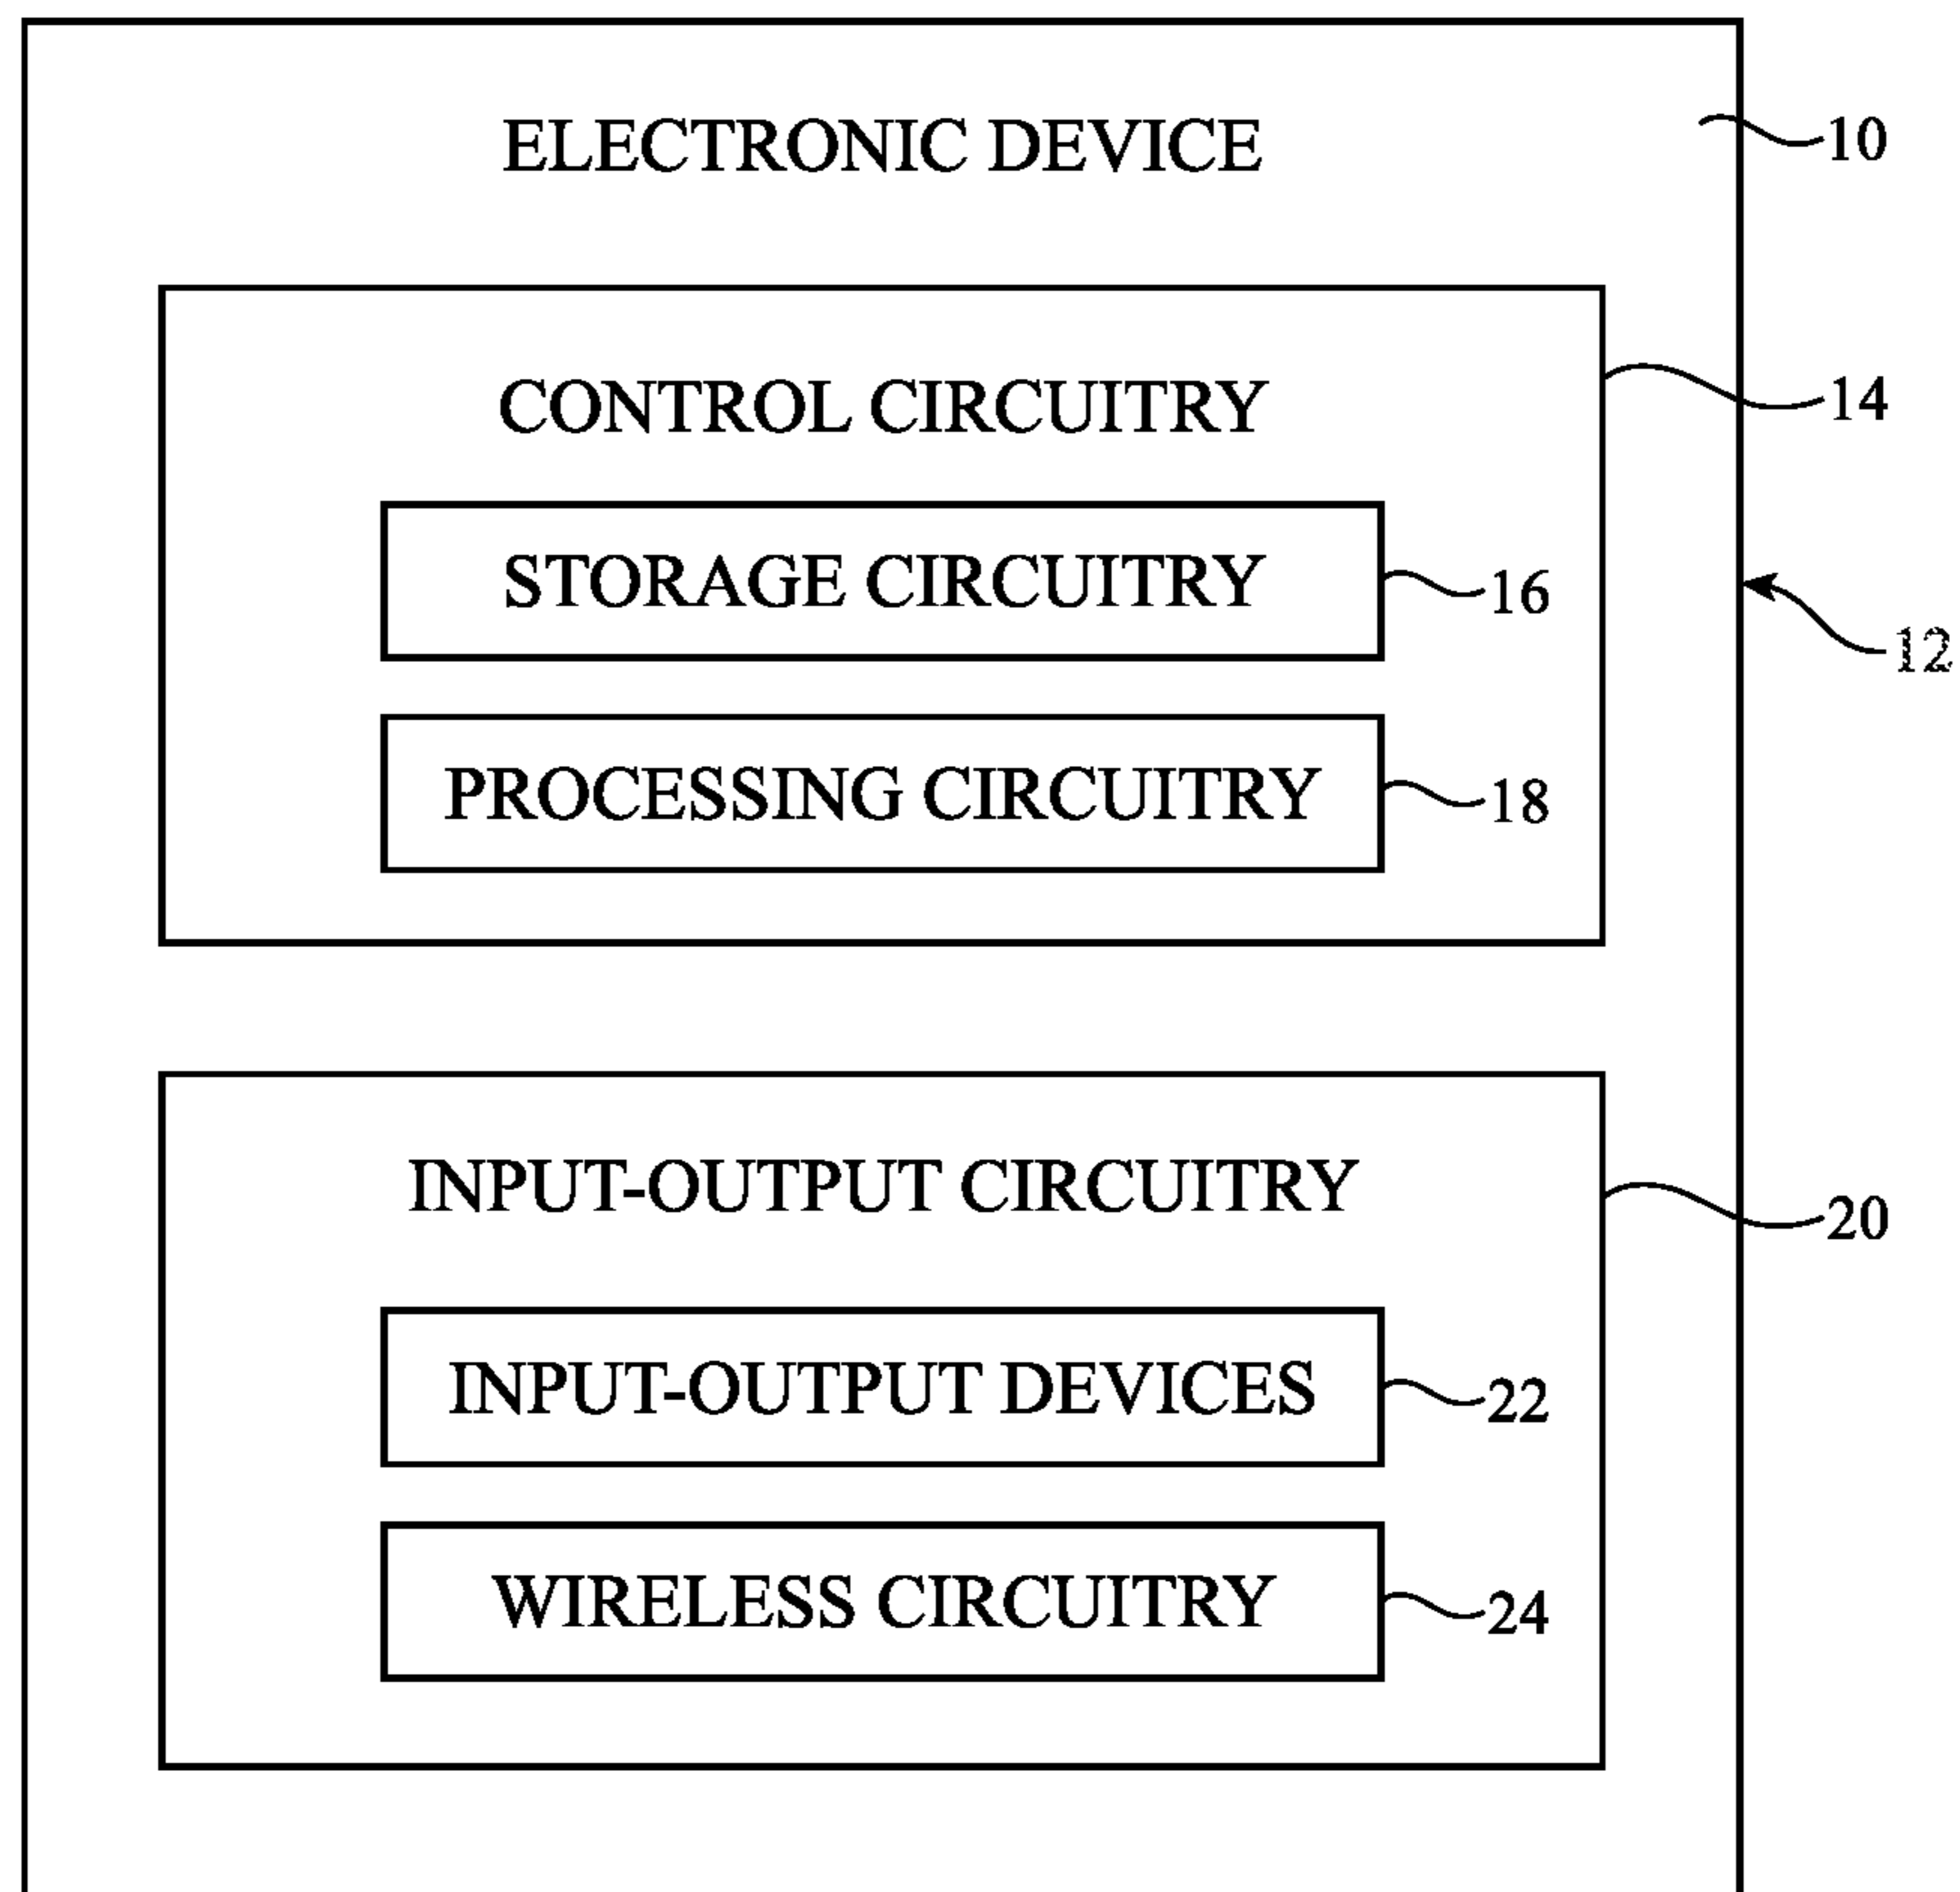 ELECTRONIC DEVICE
10
CONTROL CIRCUITRY
14
STORAGE CIRCUITRY
16
12
PROCESSING CIRCUITRY
18
INPUT-OUTPUT CIRCUITRY
20
INPUT-OUTPUT DEVICES
22
WIRELESS CIRCUITRY
24